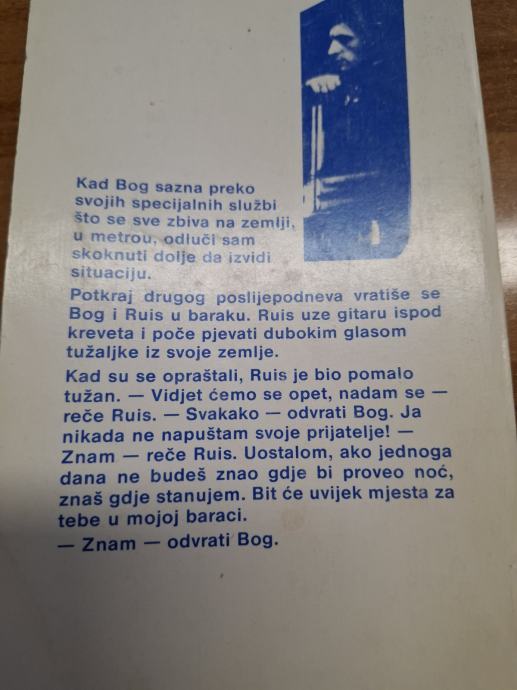 Kad Bog sazna preko
svojih specijalnih službi
što se sve zbiva na zemlji,
u metrou, odluči sam
skoknuti dolje da izvidi
situaciju.
Potkraj drugog poslijepodneva vratiše se
Bog i Ruis u baraku. Ruis uze gitaru ispod
kreveta i poče pjevati dubokim glasom
tužaljke iz svoje zemlje.
Kad su se opraštali, Ruis je bio pomalo
tužan. — Vidjet ćemo se opet, nadam se —
reče Ruis. — Svakako — odvrati Bog. Ja
nikada ne napuštam svoje prijatelje! —
Znam — reče Ruis. Uostalom, ako jednoga
dana ne budeš znao gdje bi proveo noć,
znaš gdje stanujem. Bit će uvijek mjesta za
tebe u mojoj baraci.
— Znam — odvrati Bog.